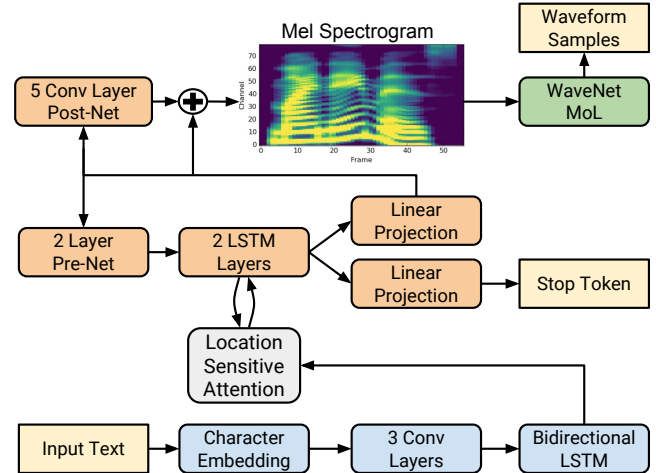 Mel Spectrogram
Waveform
Samples
5 Conv Layer
Post-Net
WaveNet
MoL
Channel
70
60
50
40
30
20
10
0
0
10
20
30
40
50
Frame
2 Layer
Pre-Net
2 LSTM
Layers
Linear
Projection
Linear
Projection
Stop Token
Location
Sensitive
Attention
Input Text
Character
Embedding
3 Conv
Layers
Bidirectional
LSTM